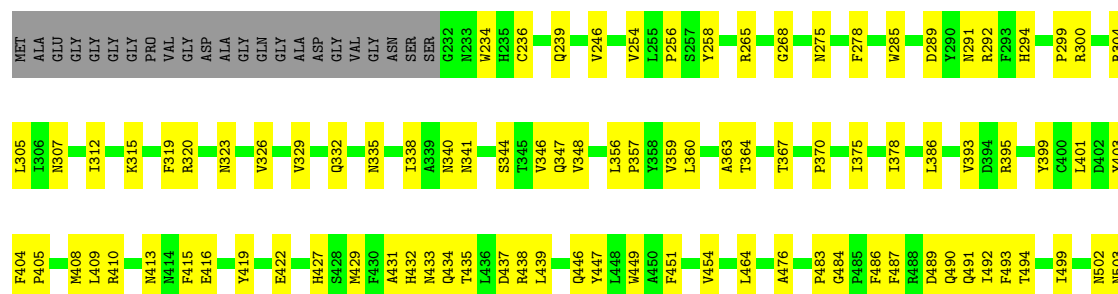 MET ALA GLU GLY GLY GLY GLY PRO VAL GLY ASP ALA GLY GLN GLY ALA ASP GLY VAL GLY ASN SER SER G232 N233 W234 H235 C236 Q239 V246 V254 L255 P256 S257 Y258 R265 G268 N275 F278 W285 D289 Y290 N291 R292 F293 H294 P299 R300 R304
L305 I306 N307 I312 K315 F319 R320 N323 V326 V329 Q332 N335 I338 A339 N340 N341 S344 T345 V346 Q347 V348 L356 P357 Y358 V359 L360 A363 T364 T367 P370 I375 I378 L386 V393 D394 R395 Y399 C400 L401 D402 Y403
F404 P405 M408 L409 R410 N413 N414 F415 E416 Y419 E422 H427 S428 M429 F430 A431 H432 N433 Q434 T435 L436 D437 R438 L439 Q446 Y447 L448 W449 A450 F451 V454 L464 A476 P483 G484 P485 F486 F487 R488 D489 Q490 Q491 I492 F493 T494 I499 N502 N503